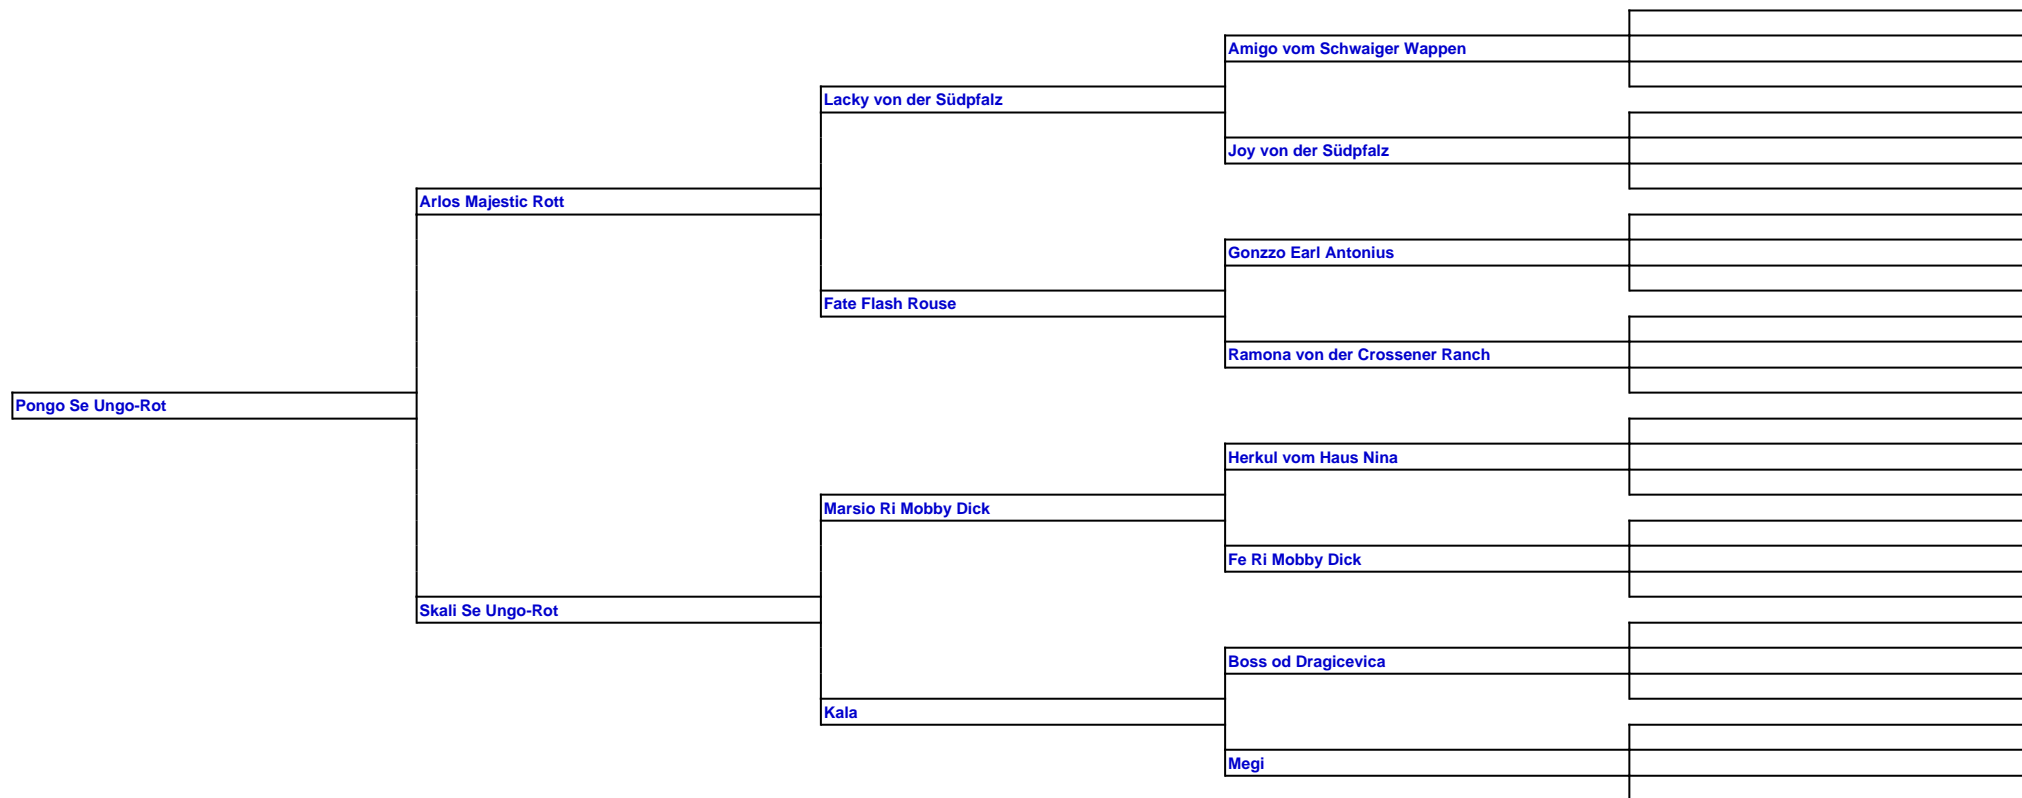 Amigo vom Schwaiger Wappen
Lacky von der Südpfalz
Joy von der Südpfalz
Arlos Majestic Rott
Gonzzo Earl Antonius
Fate Flash Rouse
Ramona von der Crossener Ranch
Pongo Se Ungo-Rot
Herkul vom Haus Nina
Marsio Ri Mobby Dick
Fe Ri Mobby Dick
Skali Se Ungo-Rot
Boss od Dragicevica
Kala
Megi